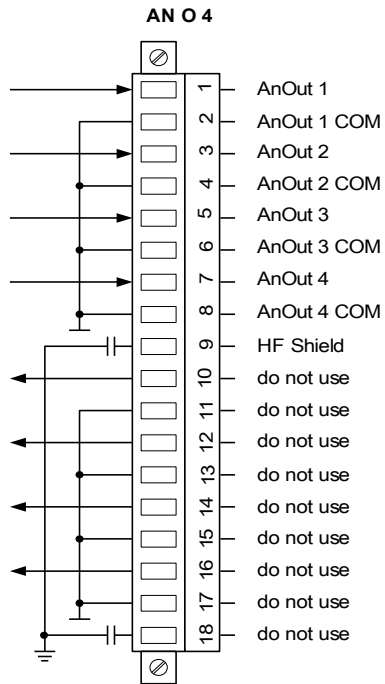 AN O 4
1 AnOut 1
2 AnOut 1 COM
3 AnOut 2
4 AnOut 2 COM
5 AnOut 3
6 AnOut 3 COM
7 AnOut 4
8 AnOut 4 COM
9 HF Shield
10 do not use
11 do not use
12 do not use
13 do not use
14 do not use
15 do not use
16 do not use
17 do not use
18 do not use